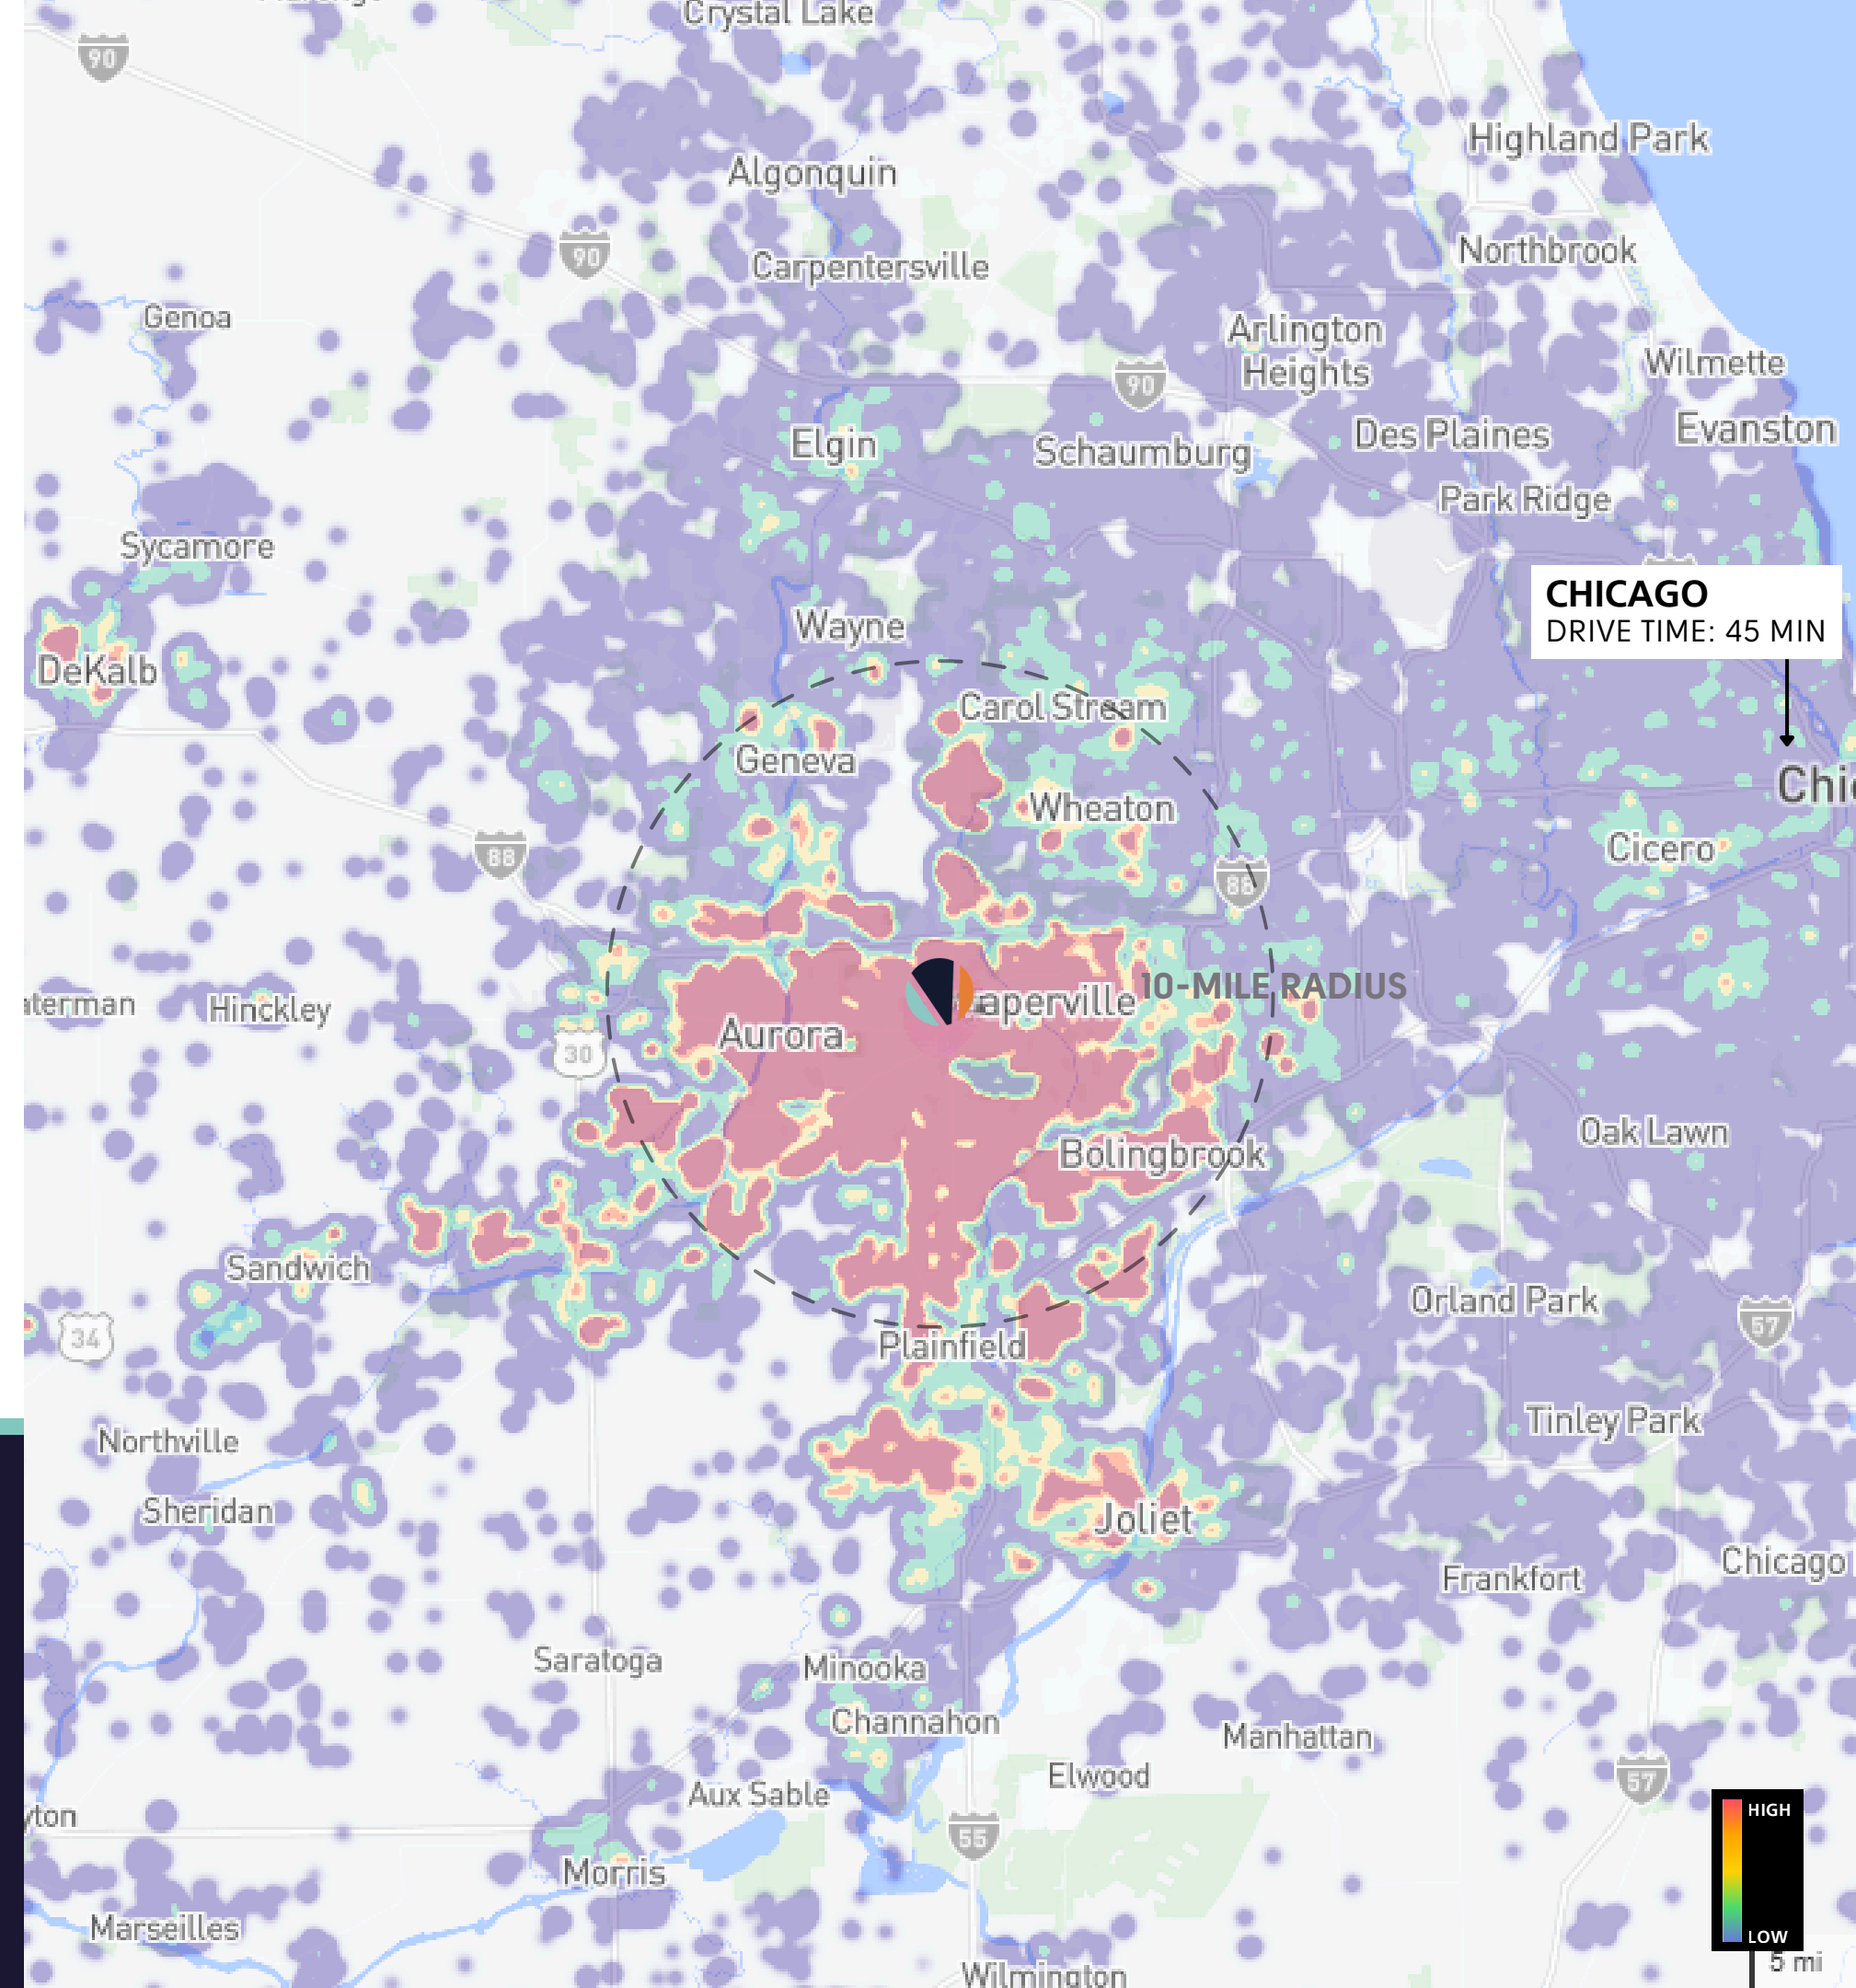 Crystal Lake
90
Highland Park
Algonquin
Northbrook
90
Carpentersville
Genoa
Arlington
Heights
Wilmette
90
Evanston
Elgin
Des Plaines
Schaumburg
Park Ridge
Sycamore
CHICAGO
DRIVE TIME: 45 MIN
Wayne
DeKalb
Carol Stream
Geneva
Chic
Wheaton
Cicero
88
88
10-MILE RADIUS
aperville
aterman
Hinckley
Aurora
30
Oak Lawn
Bolingbrook
Sandwich
Orland Park
57
34
Plainfield
Tinley Park
Northville
Sheridan
Joliet
Chicago
Frankfort
Saratoga
Minooka
Channahon
Manhattan
Elwood
57
Aux Sable
HIGH
yton
55
Morris
Marseilles
LOW
5 mi
Wilmington